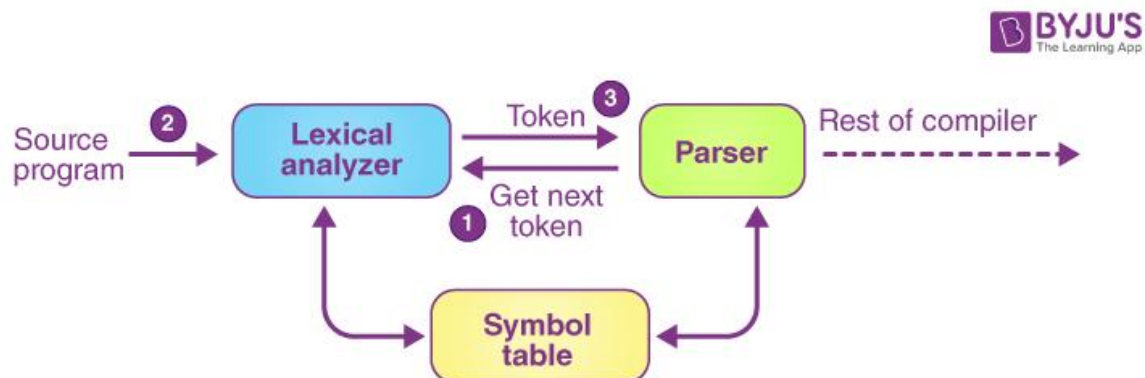 BYJU'S
The Learning App
2
Source
program
Lexical
analyzer
Token
3
Get next
token
1
Parser
Rest of compiler
Symbol
table